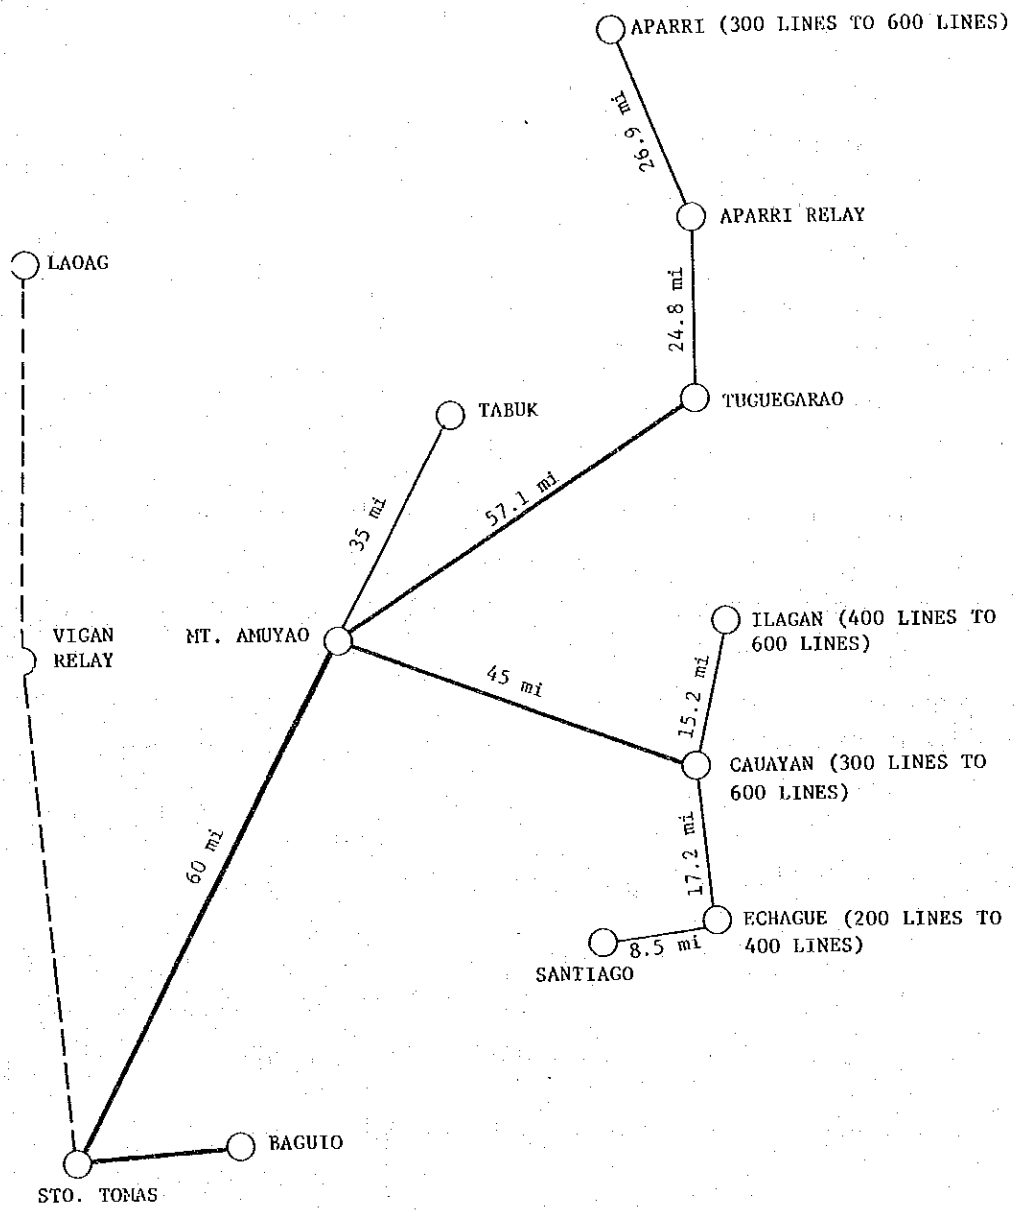 APARRI (300 LINES TO 600 LINES)
26.9 mi
APARRI RELAY
LAOAG
24.8 mi
TUGUEGARAO
TABUK
57.1 mi
35 mi
ILAGAN (400 LINES TO
600 LINES)
VIGAN
RELAY
MT. AMUYAO
45 mi
15.2 mi
CAUAYAN (300 LINES TO
600 LINES)
60 mi
17.2 mi
ECHAGUE (200 LINES TO
400 LINES)
8.5 mi
SANTIAGO
BAGUIO
STO. TOMAS